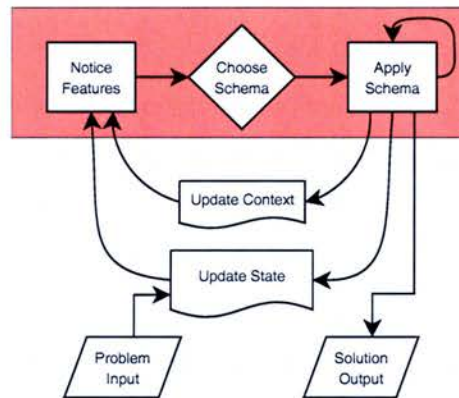 Notice
Features
Choose
Schema
Apply
Schema
Update Context
Update State
Problem
Input
Solution
Output